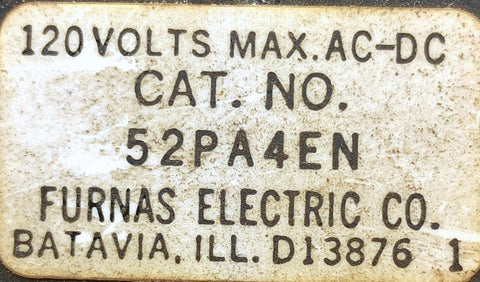 120 VOLTS MAX. AC-DC
CAT. NO.
52PA4EN
FURNAS ELECTRIC CO.
BATAVIA, ILL. D13876 1